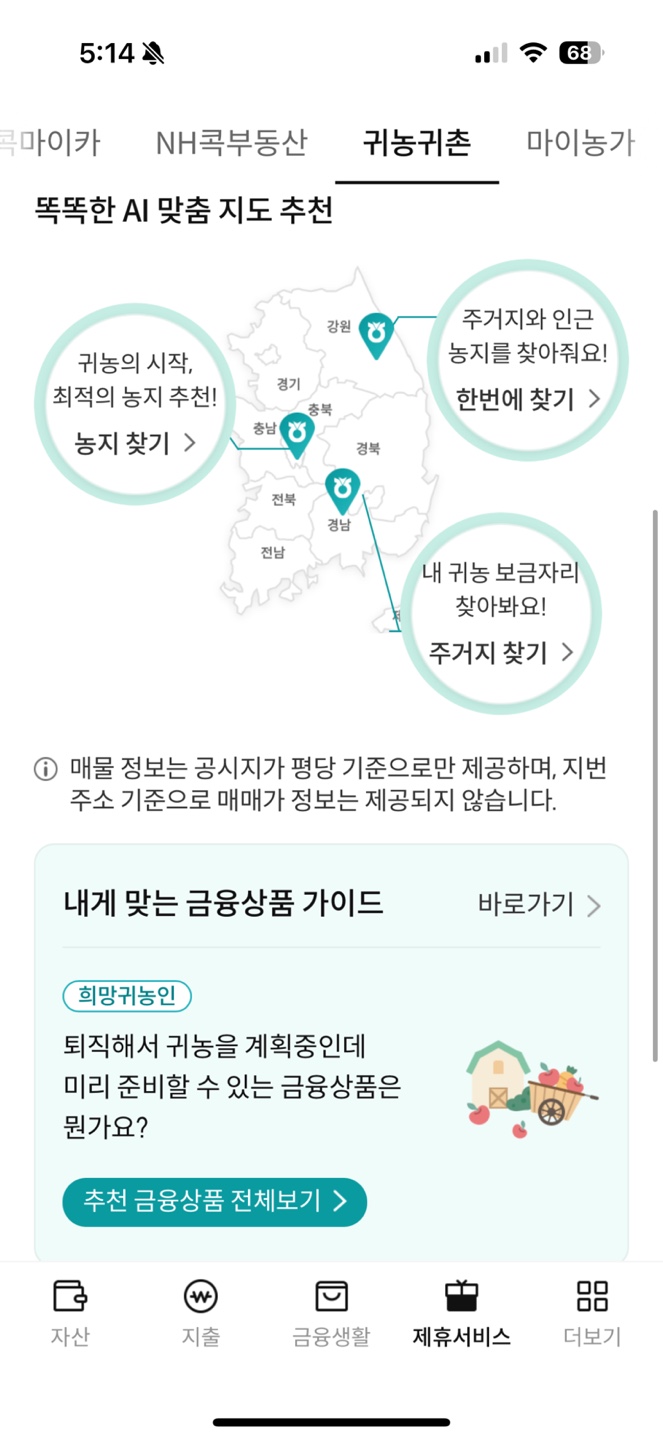 5:14
68
콕마이카 NH콕부동산 귀농귀촌 마이농가
똑똑한 AI 맞춤 지도 추천
귀농의 시작,
최적의 농지 추천!
농지 찾기
주거지와 인근
농지를 찾아줘요!
한번에 찾기
강원
경기
충북
충남
경북
전북
경남
전남
내 귀농 보금자리
찾아봐요!
주거지 찾기
매물 정보는 공시지가 평당 기준으로만 제공하며, 지번
주소 기준으로 매매가 정보는 제공되지 않습니다.
내게 맞는 금융상품 가이드 바로가기
희망귀농인
퇴직해서 귀농을 계획중인데
미리 준비할 수 있는 금융상품은
뭔가요?
추천 금융상품 전체보기
자산 지출 금융생활 제휴서비스 더보기